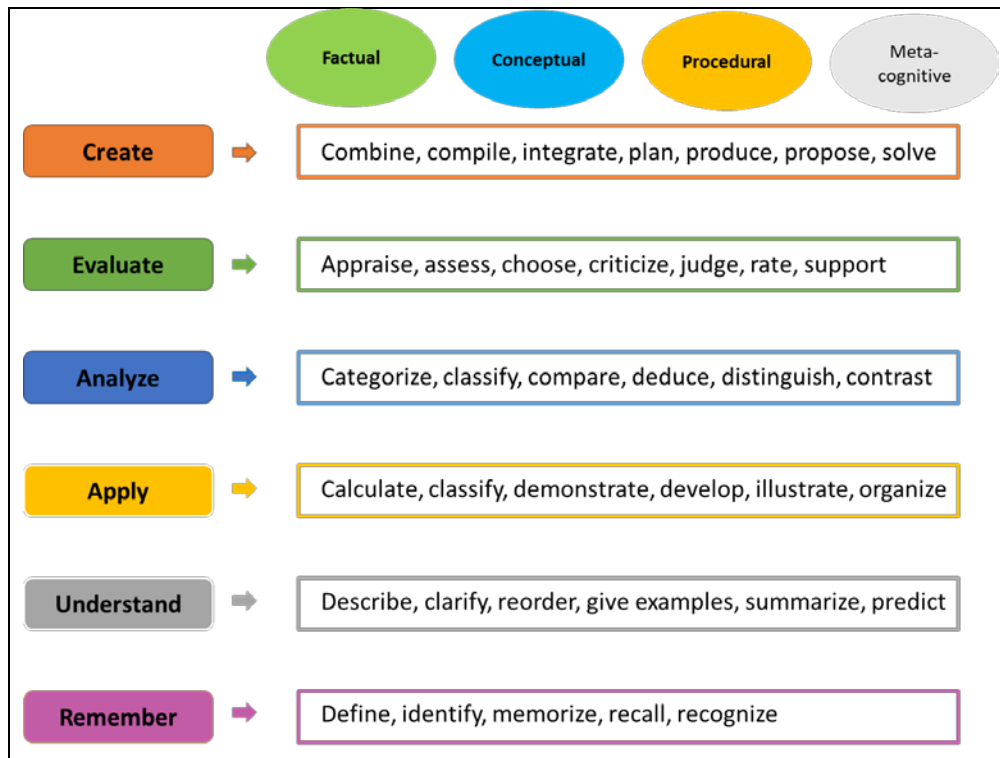 Factual
Conceptual
Procedural
Meta-
cognitive
Create
Combine, compile, integrate, plan, produce, propose, solve
Evaluate
Appraise, assess, choose, criticize, judge, rate, support
Analyze
Categorize, classify, compare, deduce, distinguish, contrast
Apply
Calculate, classify, demonstrate, develop, illustrate, organize
Understand
Describe, clarify, reorder, give examples, summarize, predict
Remember
Define, identify, memorize, recall, recognize